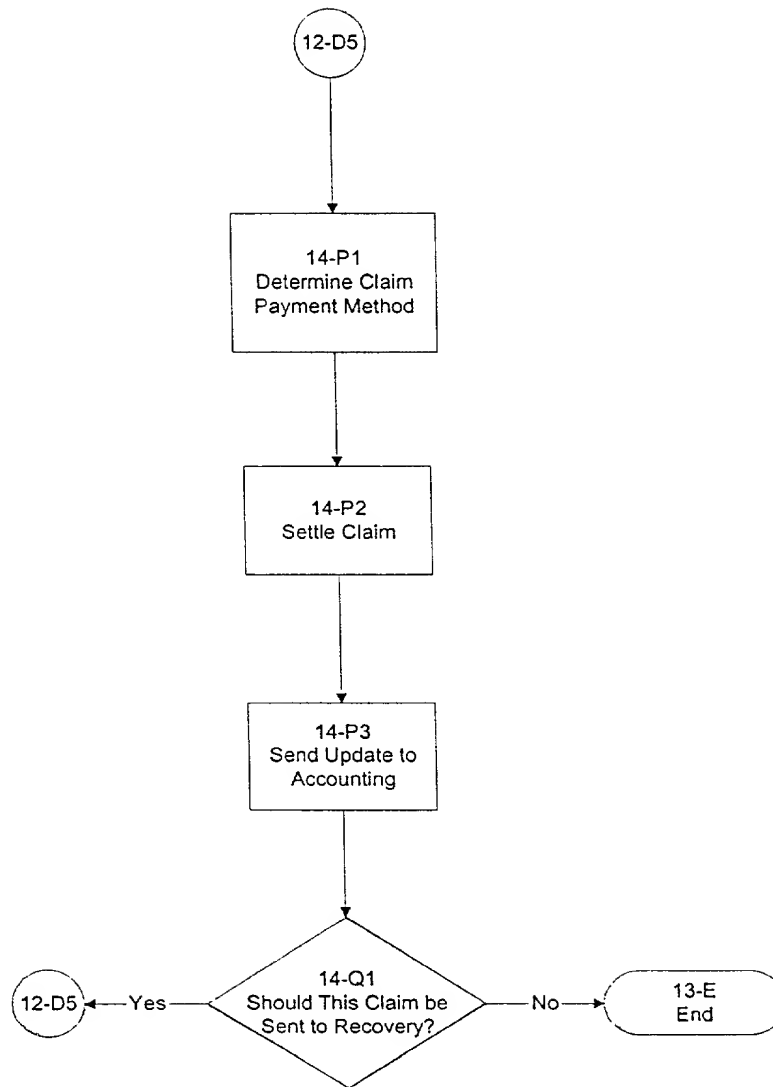 12-D5
14-P1
Determine Claim
Payment Method
14-P2
Settle Claim
14-P3
Send Update to
Accounting
14-Q1
Should This Claim be
Sent to Recovery?
12-D5
Yes
No
13-E
End